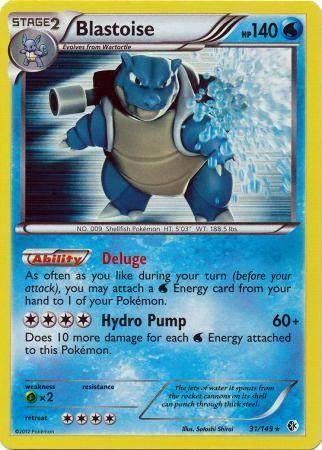 STAGE2 Blastoise HP140
Evolves from Wartortle
NO. 009 Shellfish Pokémon HT: 5'03" WT: 188.5 lbs.
Ability Deluge
As often as you like during your turn (before your
attack), you may attach a Energy card from your
hand to 1 of your Pokémon.
Hydro Pump 60+
Does 10 more damage for each Energy attached
to this Pokémon.
weakness resistance
×2
retreat
The jets of water it spouts from
the rocket cannons on its shell
can punch through thick steel.
©2012 Pokémon Illus. Satoshi Shirai 31/149